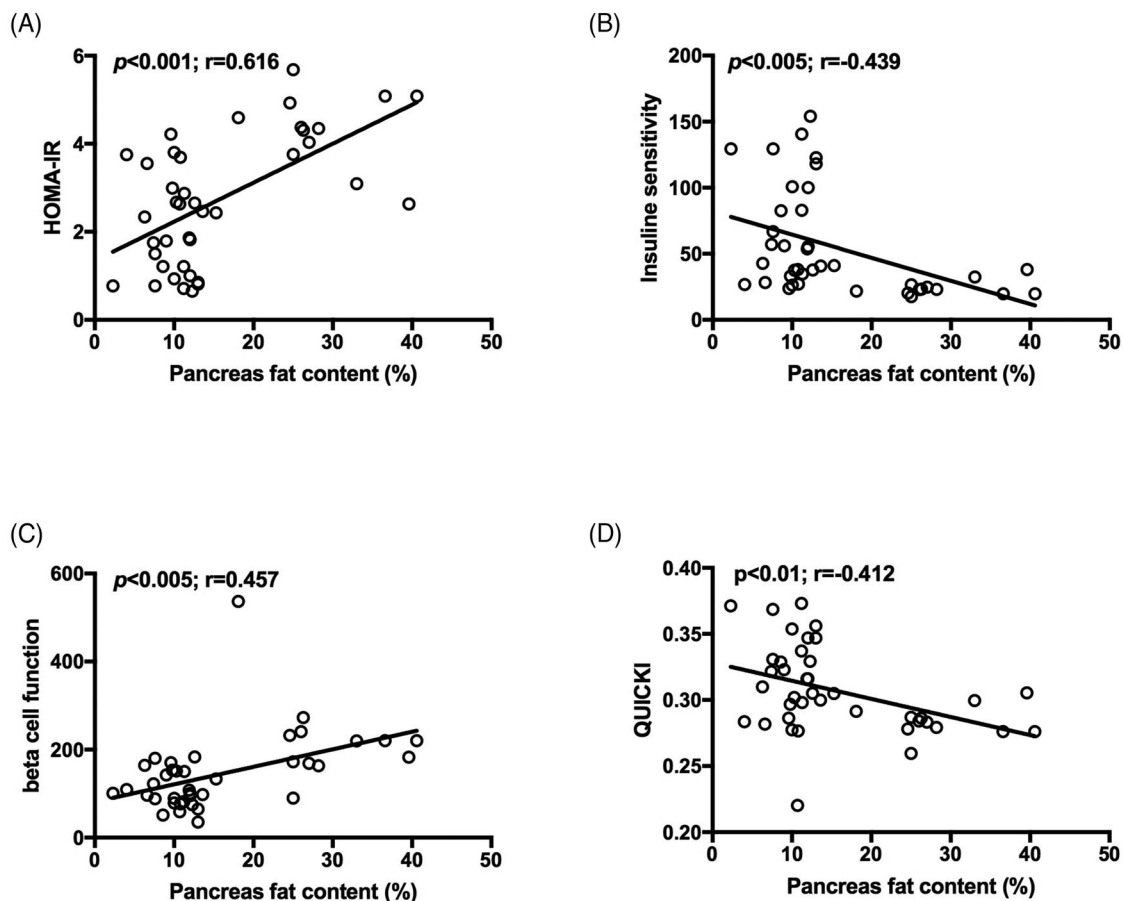 (A)
p<0.001; r=0.616
HOMA-IR
6
4
2
0
0 10 20 30 40 50
Pancreas fat content (%)
(B)
p<0.005; r=-0.439
Insuline sensitivity
200
150
100
50
0
0 10 20 30 40 50
Pancreas fat content (%)
(C)
p<0.005; r=0.457
beta cell function
600
400
200
0
0 10 20 30 40 50
Pancreas fat content (%)
(D)
p<0.01; r=-0.412
QUICKI
0.40
0.35
0.30
0.25
0.20
0 10 20 30 40 50
Pancreas fat content (%)